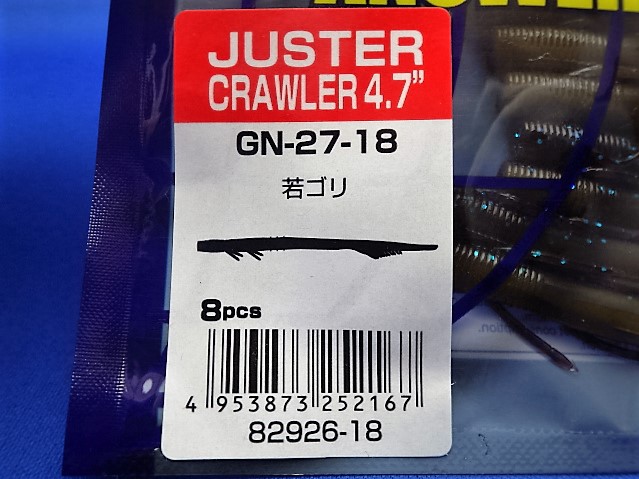 JUSTER
CRAWLER 4.7”
GN-27-18
若ゴリ
8pcs
4 953873 252167
82926-18